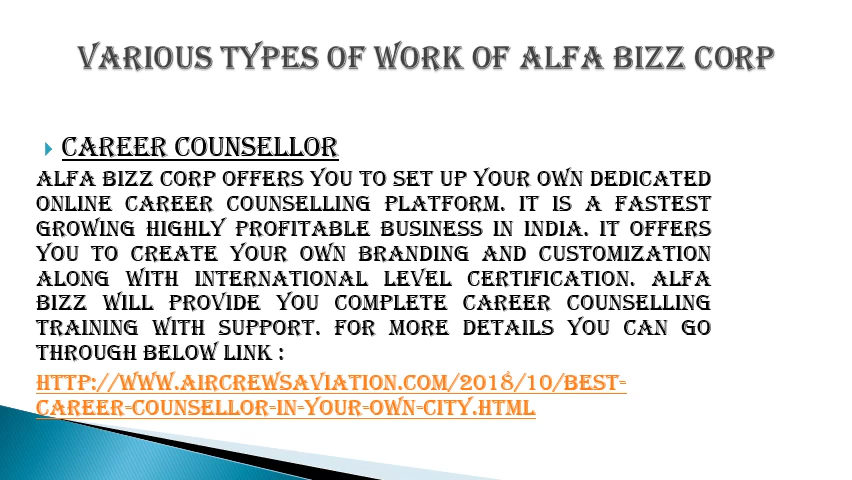 VARIOUS TYPES OF WORK OF ALFA BIZZ CORP
CAREER COUNSELLOR
ALFA BIZZ CORP OFFERS YOU TO SET UP YOUR OWN DEDICATED
ONLINE CAREER COUNSELLING PLATFORM. IT IS A FASTEST
GROWING HIGHLY PROFITABLE BUSINESS IN INDIA. IT OFFERS
YOU TO CREATE YOUR OWN BRANDING AND CUSTOMIZATION
ALONG WITH INTERNATIONAL LEVEL CERTIFICATION. ALFA
BIZZ WILL PROVIDE YOU COMPLETE CAREER COUNSELLING
TRAINING WITH SUPPORT. FOR MORE DETAILS YOU CAN GO
THROUGH BELOW LINK :
HTTP://WWW.AIRCREWSAVIATION.COM/2018/10/BEST-
CAREER-COUNSELLOR-IN-YOUR-OWN-CITY.HTML